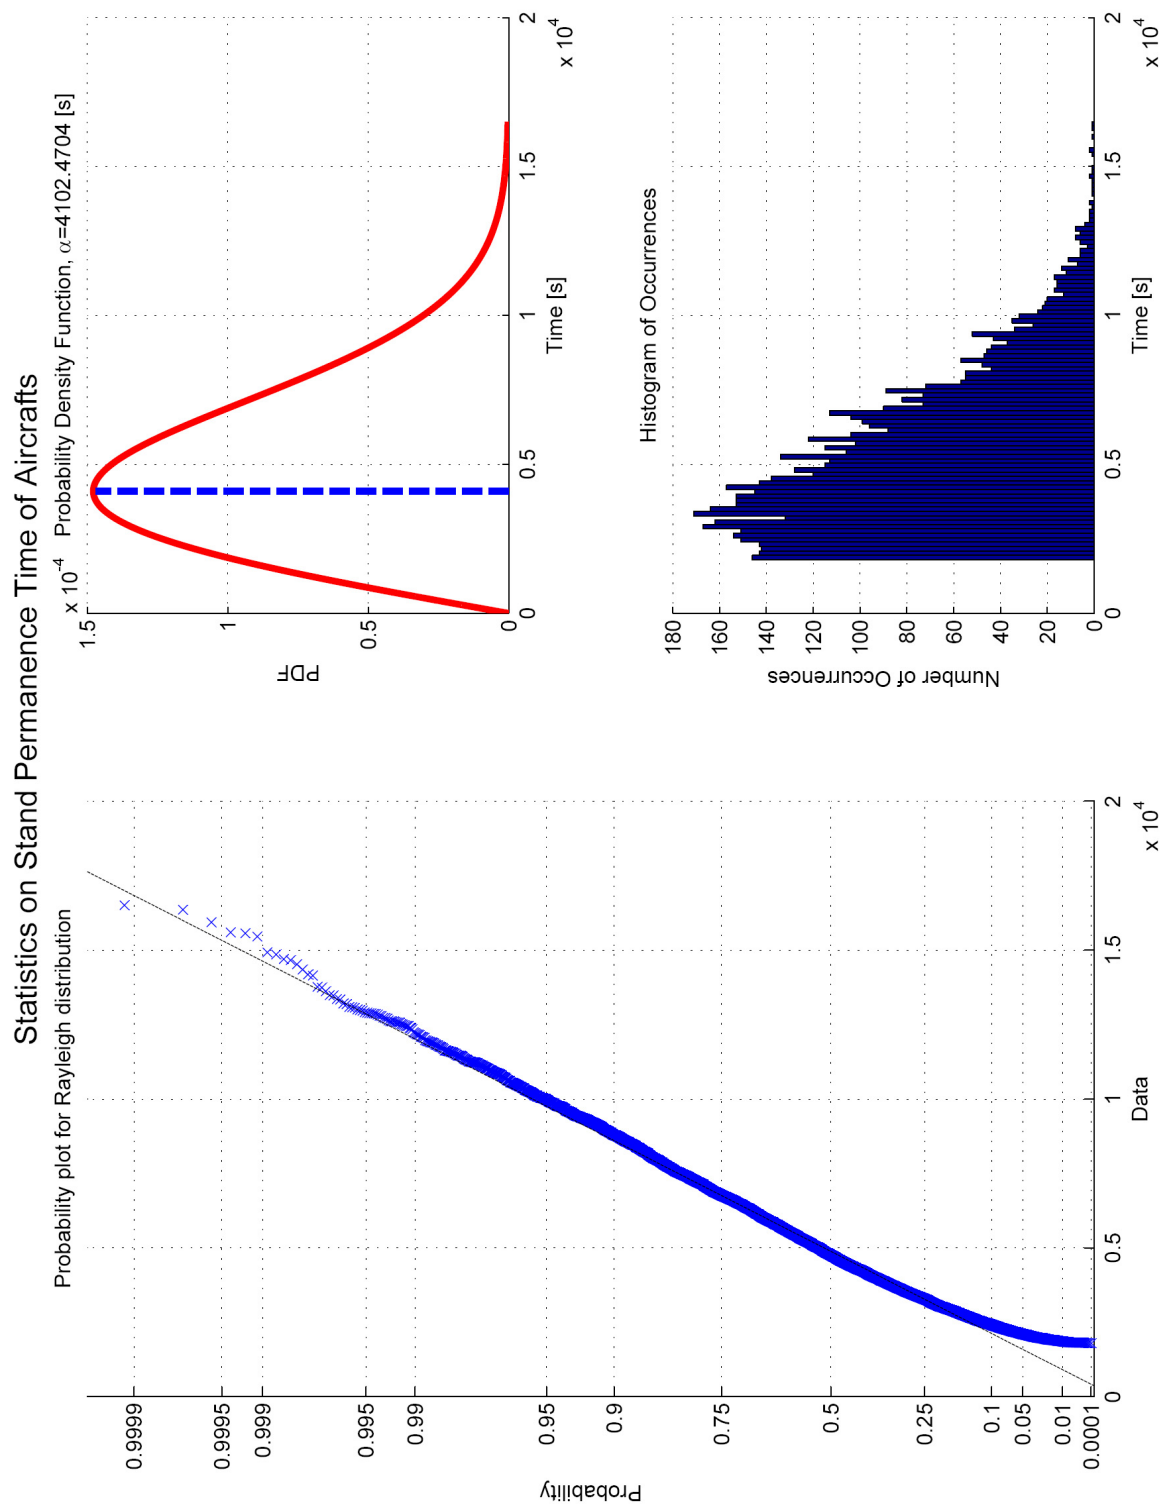 Statistics on Stand Permanence Time of Aircrafts
Probability plot for Rayleigh distribution
0.9999
0.9995
0.999
0.995
0.99
0.95
0.9
0.75
0.5
0.25
0.1
0.05
0.01
0.0001
Probability
0 0.5 1 1.5 2
x 10^4
Data
x 10^-4 Probability Density Function, α=4102.4704 [s]
1.5
1
0.5
0
PDF
0 0.5 1 1.5 2
x 10^4
Time [s]
Histogram of Occurrences
180
160
140
120
100
80
60
40
20
0
Number of Occurrences
0 0.5 1 1.5 2
x 10^4
Time [s]